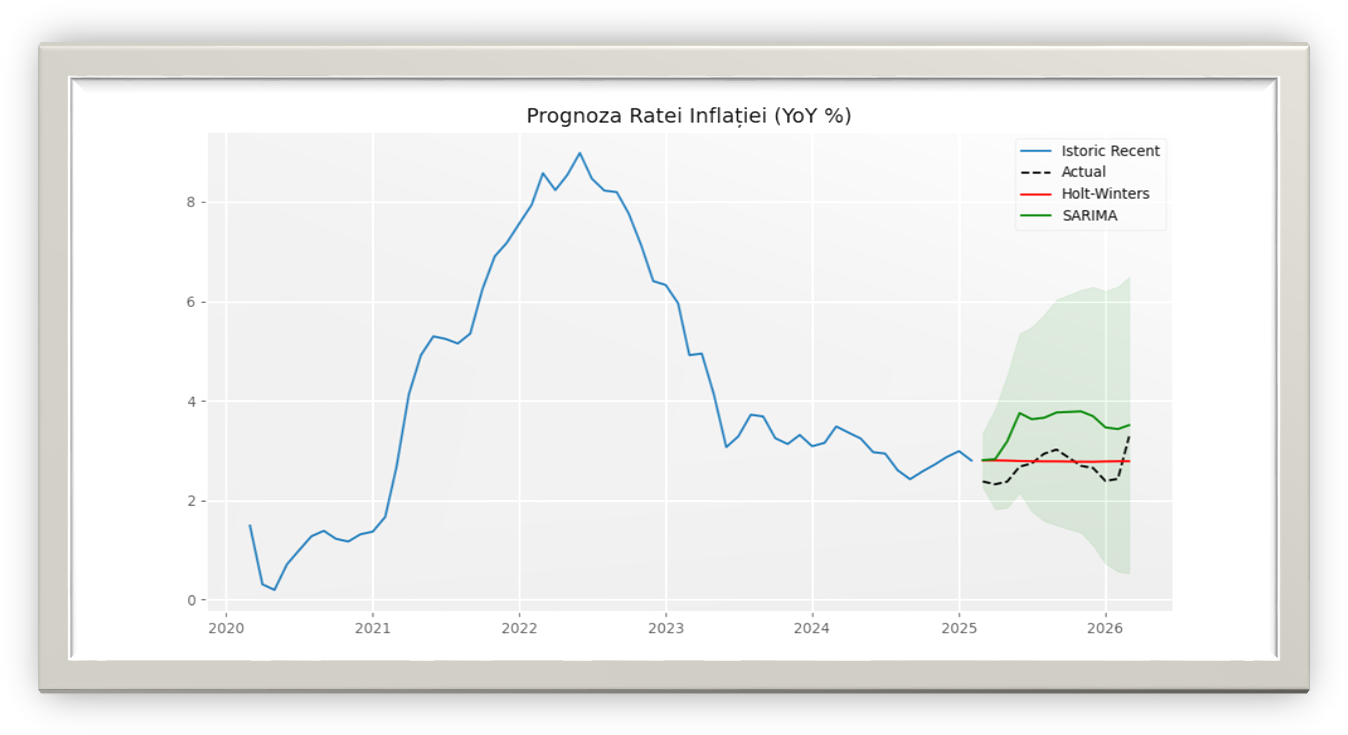 Prognoza Ratei Inflației (YoY %)
Istoric Recent
Actual
Holt-Winters
SARIMA
8
6
4
2
0
2020 2021 2022 2023 2024 2025 2026